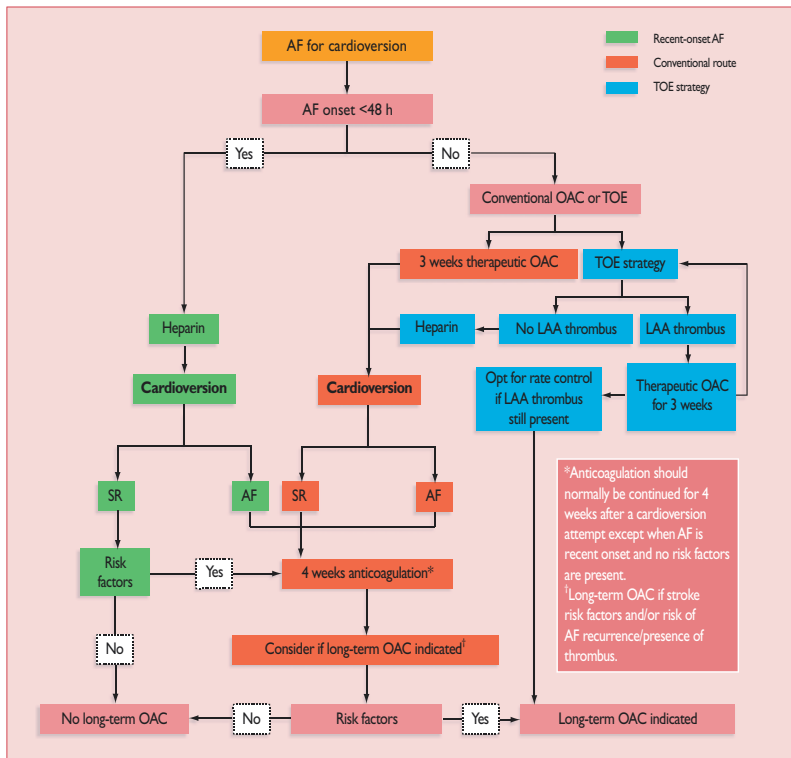 AF for cardioversion
Recent-onset AF
Conventional route
TOE strategy
AF onset <48 h
Yes
No
Conventional OAC or TOE
3 weeks therapeutic OAC
TOE strategy
Heparin
Heparin
No LAA thrombus
LAA thrombus
Cardioversion
Cardioversion
Opt for rate control
if LAA thrombus
still present
Therapeutic OAC
for 3 weeks
SR
AF
SR
AF
*Anticoagulation should
normally be continued for 4
weeks after a cardioversion
attempt except when AF is
recent onset and no risk factors
are present.
†Long-term OAC if stroke
risk factors and/or risk of
AF recurrence/presence of
thrombus.
Risk
factors
Yes
4 weeks anticoagulation*
No
Consider if long-term OAC indicated†
No long-term OAC
No
Risk factors
Yes
Long-term OAC indicated